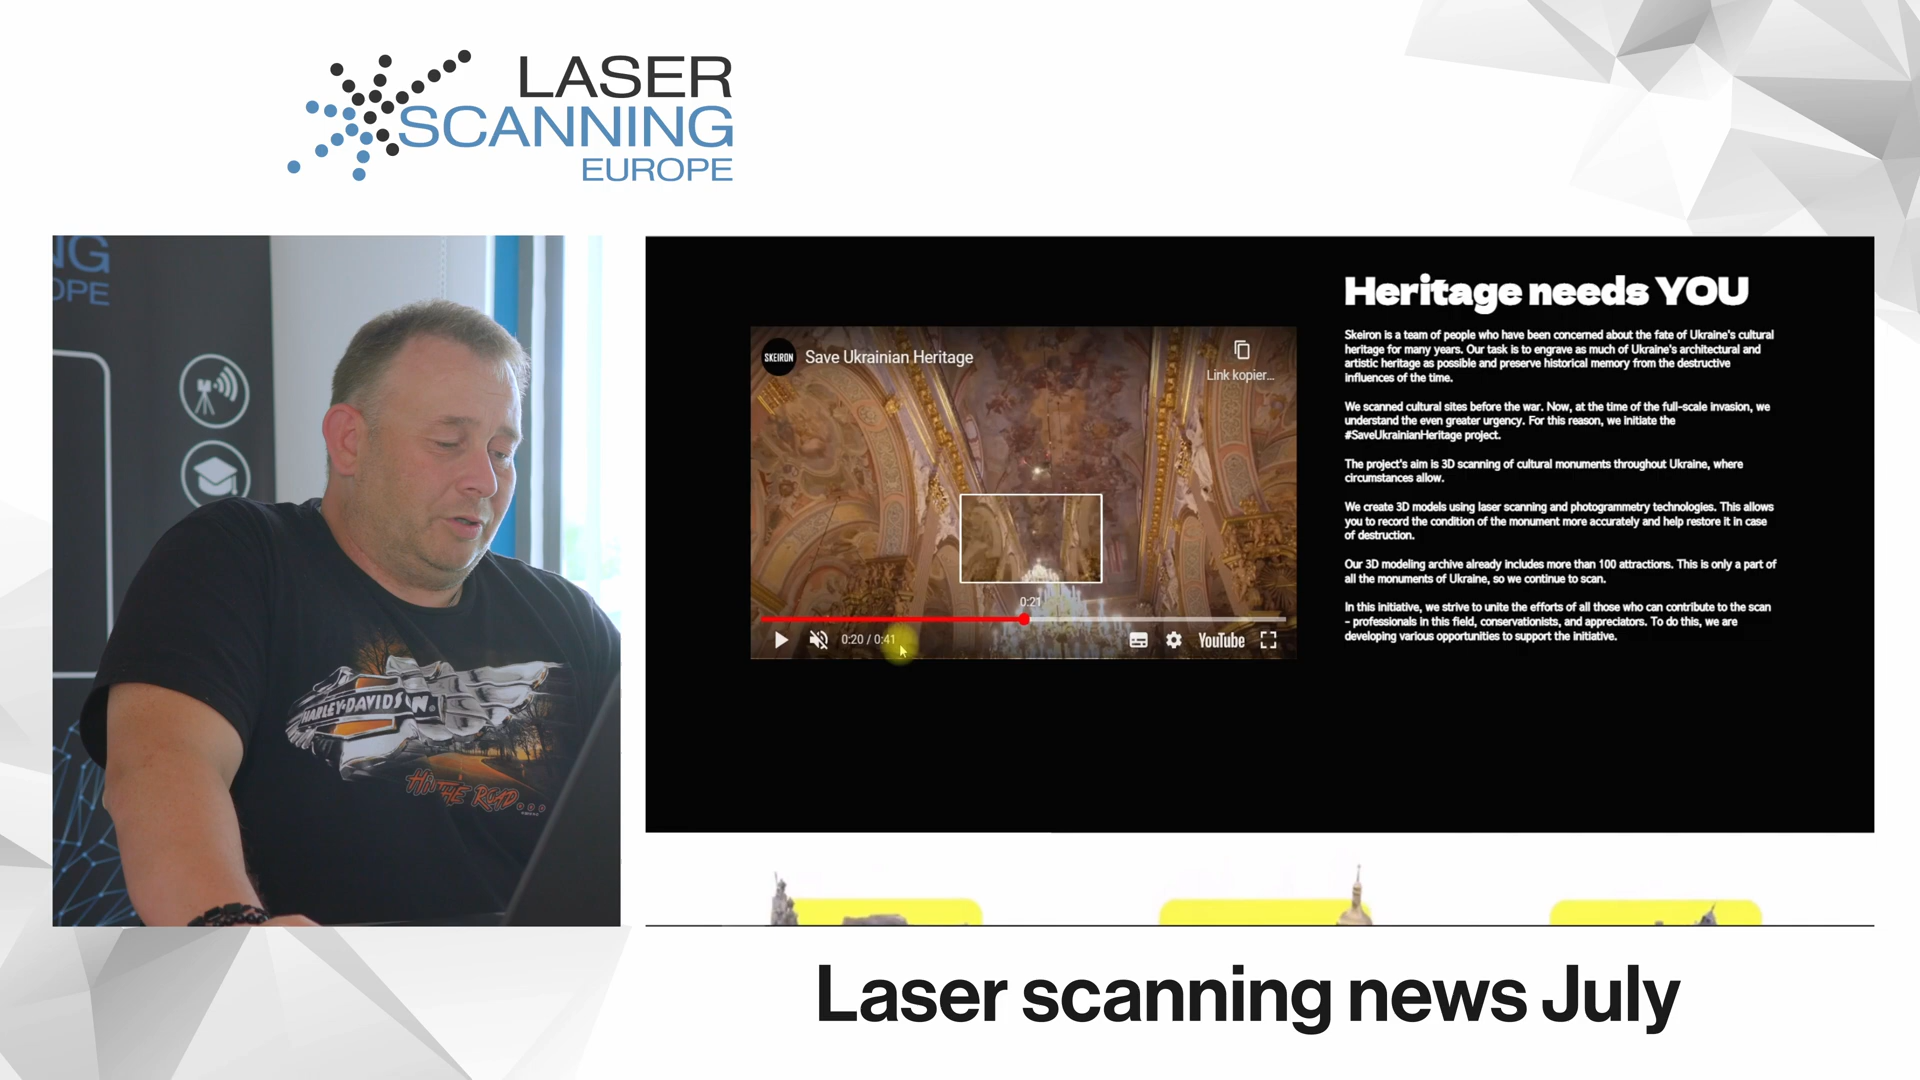 LASER
SCANNING
EUROPE
NG
OPE
HARLEY-DAVIDSON
THE ROAD...
SKEIRON
Save Ukrainian Heritage
Link kopier...
0:21
0:20 / 0:41
YouTube
Heritage needs YOU
Skeiron is a team of people who have been concerned about the fate of Ukraine's cultural
heritage for many years. Our task is to engrave as much of Ukraine's architectural and
artistic heritage as possible and preserve historical memory from the destructive
influences of the time.
We scanned cultural sites before the war. Now, at the time of the full-scale invasion, we
understand the even greater urgency. For this reason, we initiate the
#SaveUkrainianHeritage project.
The project's aim is 3D scanning of cultural monuments throughout Ukraine, where
circumstances allow.
We create 3D models using laser scanning and photogrammetry technologies. This allows
you to record the condition of the monument more accurately and help restore it in case
of destruction.
Our 3D modeling archive already includes more than 100 attractions. This is only a part of
all the monuments of Ukraine, so we continue to scan.
In this initiative, we strive to unite the efforts of all those who can contribute to the scan
- professionals in this field, conservationists, and appreciators. To do this, we are
developing various opportunities to support the initiative.
Laser scanning news July